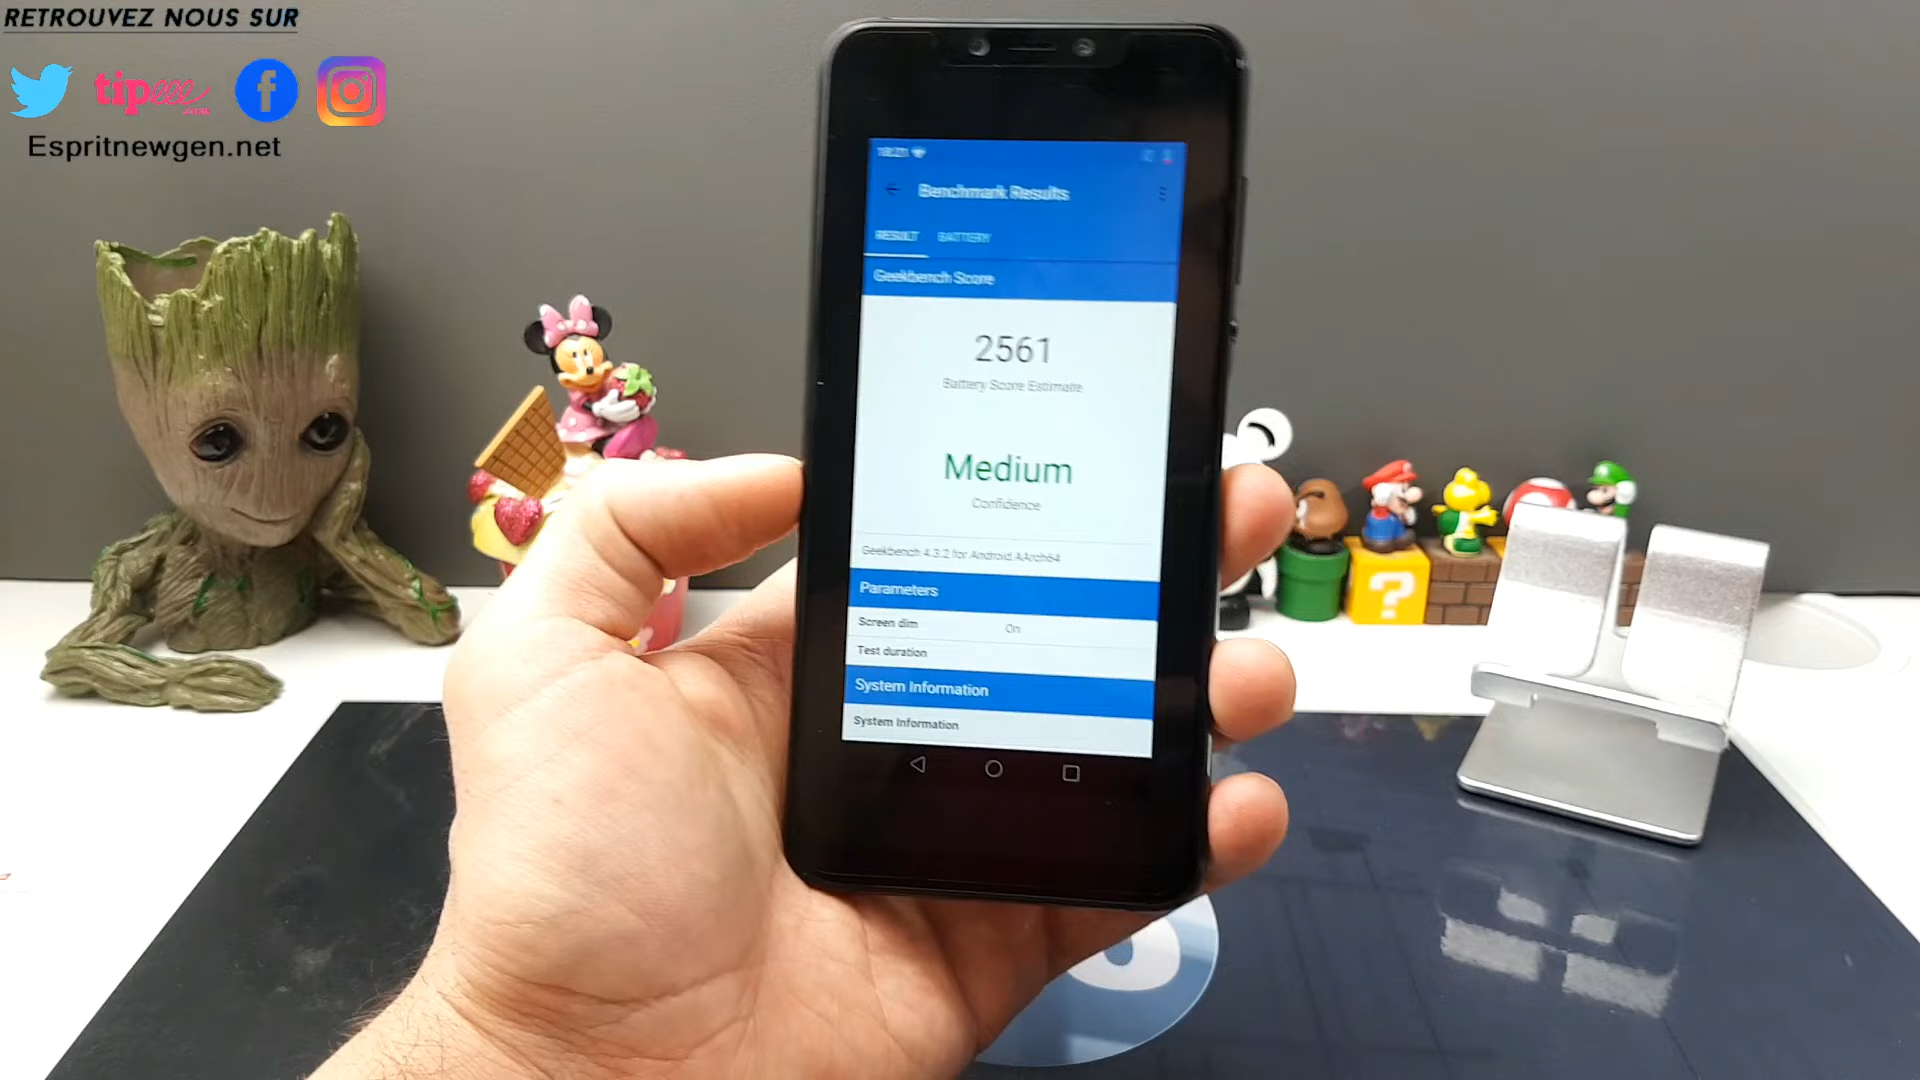 RETROUVEZ NOUS SUR
tipeee
Espritnewgen.net
Benchmark Results
RESULT BATTERY
Geekbench Score
2561
Battery Score Estimate
Medium
Confidence
Geekbench 4.3.2 for Android AArch64
Parameters
Screen dim On
Test duration
System Information
System Information
?